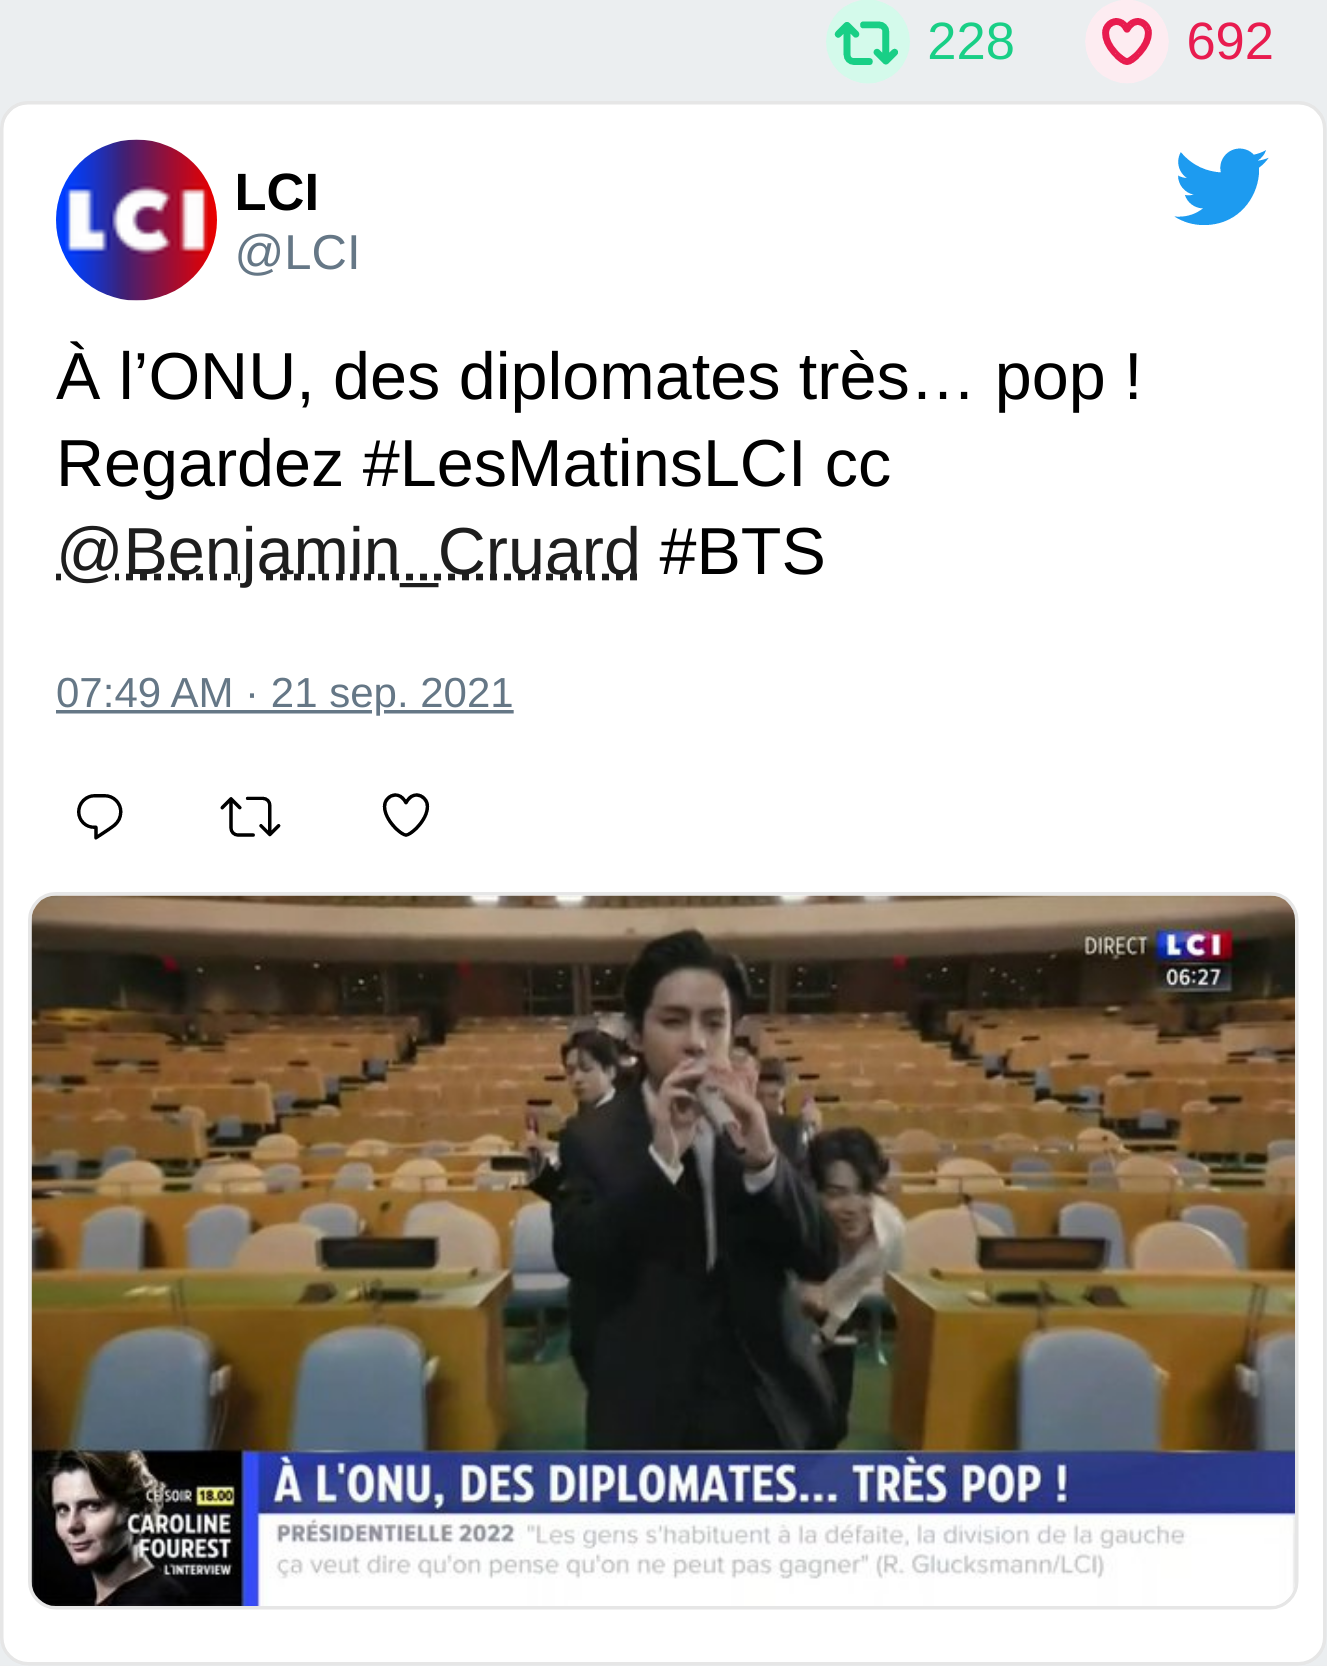 228 692
LCI
LCI
@LCI
À l’ONU, des diplomates très… pop !
Regardez #LesMatinsLCI cc
@Benjamin_Cruard #BTS
07:49 AM · 21 sep. 2021
DIRECT LCI
06:27
CE SOIR 18.00
CAROLINE
FOUREST
L'INTERVIEW
À L'ONU, DES DIPLOMATES... TRÈS POP !
PRÉSIDENTIELLE 2022 "Les gens s'habituent à la défaite, la division de la gauche
ça veut dire qu'on pense qu'on ne peut pas gagner" (R. Glucksmann/LCI)